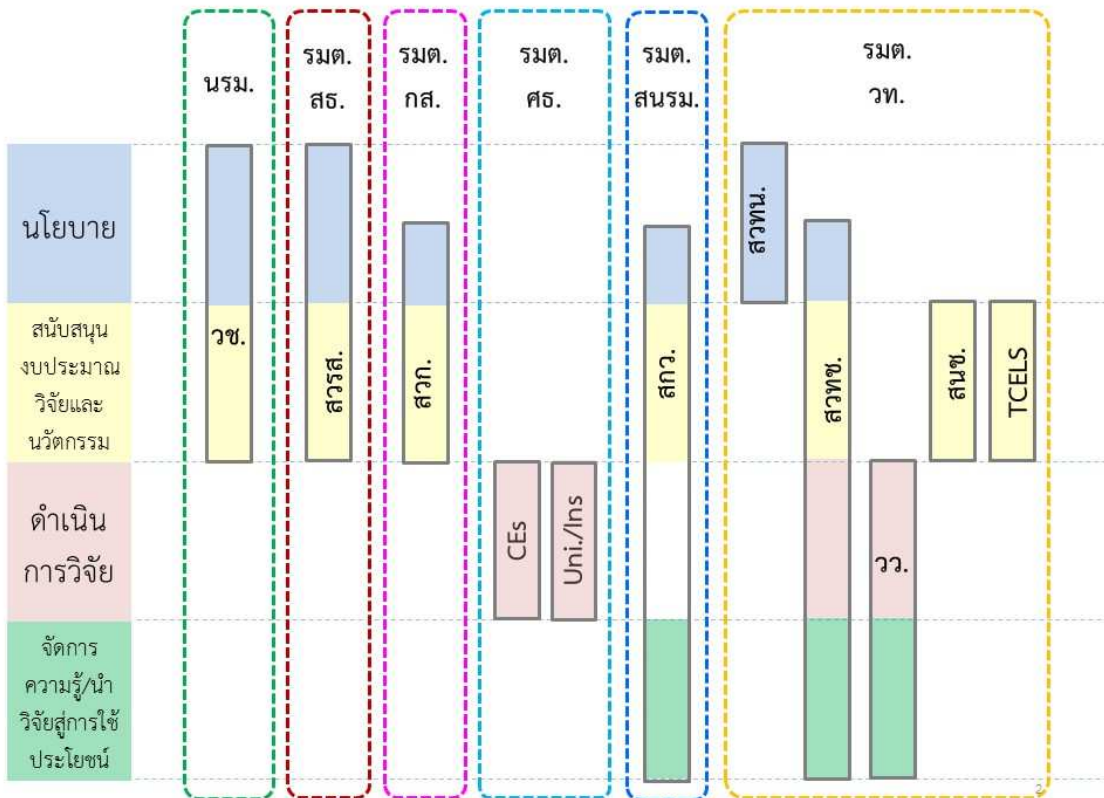 นรม.
รมต.
สธ.
รมต.
กส.
รมต.
ศธ.
รมต.
สนรม.
รมต.
วท.
นโยบาย
สวทน.
สนับสนุน
งบประมาณ
วิจัยและ
นวัตกรรม
วช.
สวรส.
สวก.
สกว.
สวทช.
สนช.
TCELS
ดำเนิน
การวิจัย
CEs
Uni./Ins
วว.
จัดการ
ความรู้/นำ
วิจัยสู่การใช้
ประโยชน์
2